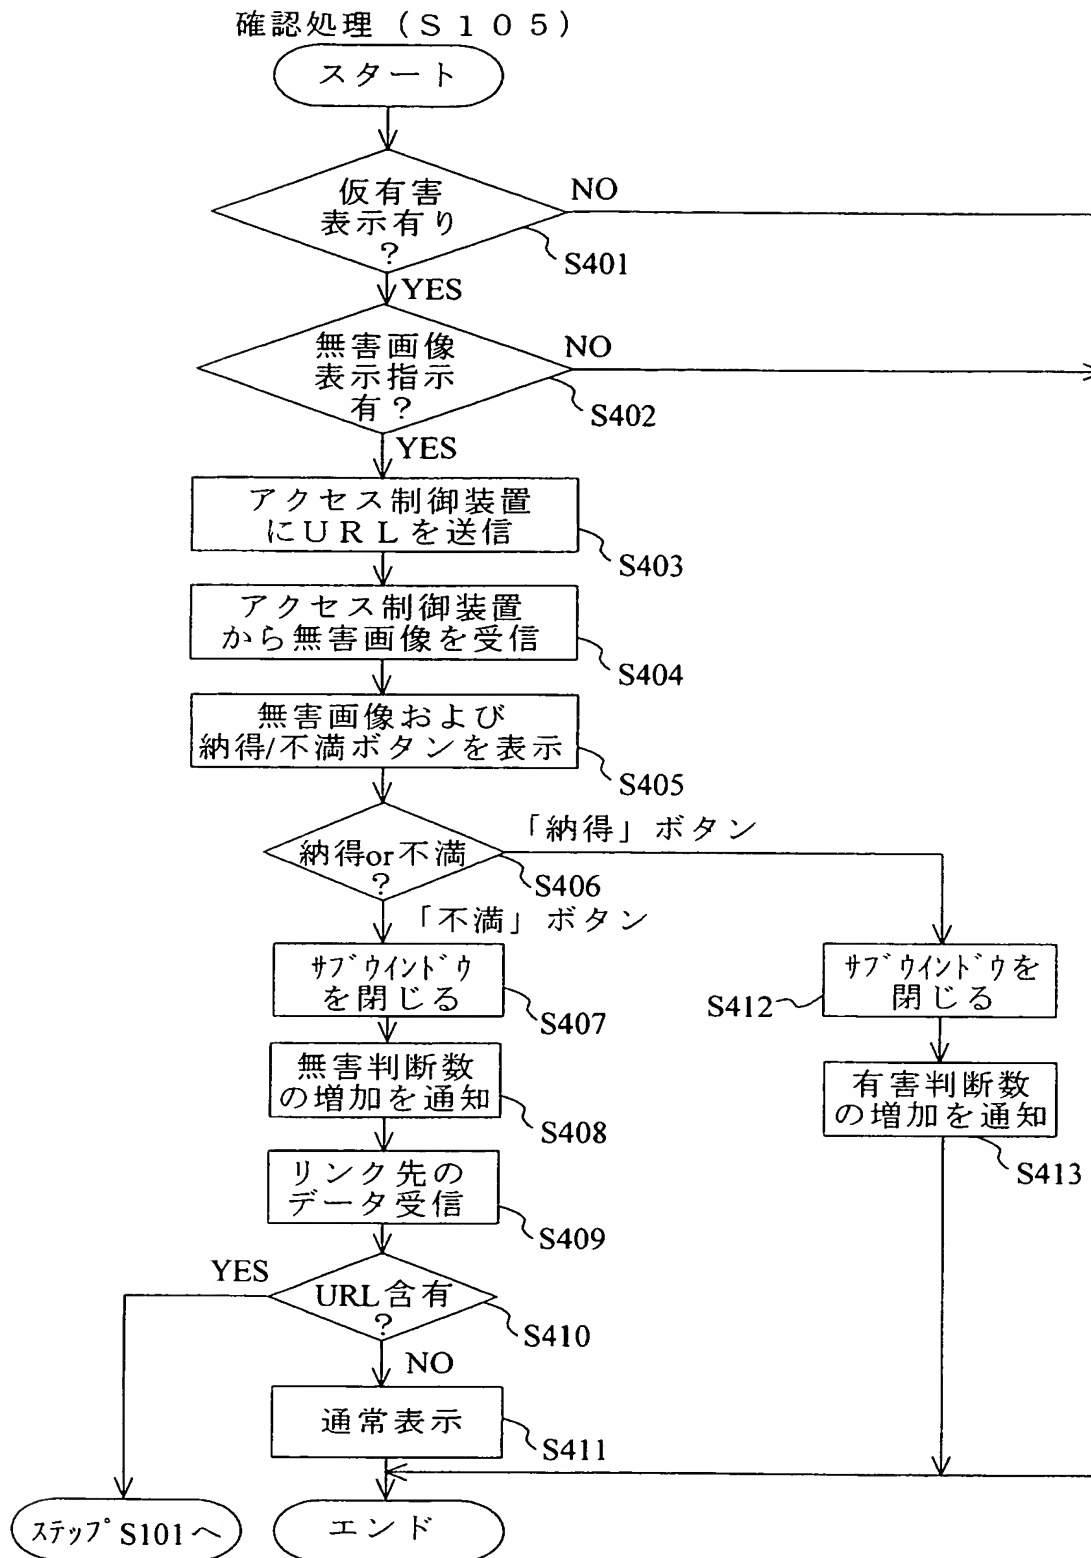 確認処理（Ｓ１０５）
スタート
仮有害
表示有り
？
NO
S401
YES
無害画像
表示指示
有？
NO
S402
YES
アクセス制御装置
にＵＲＬを送信
S403
アクセス制御装置
から無害画像を受信
S404
無害画像および
納得/不満ボタンを表示
S405
納得or不満
？
「納得」ボタン
S406
「不満」ボタン
ｻﾌﾞｳｲﾝﾄﾞｳ
を閉じる
S407
ｻﾌﾞｳｲﾝﾄﾞｳを
閉じる
S412
無害判断数
の増加を通知
S408
有害判断数
の増加を通知
S413
リンク先の
データ受信
S409
YES
URL含有
？
S410
NO
通常表示
S411
ｽﾃｯﾌﾟS101へ
エンド